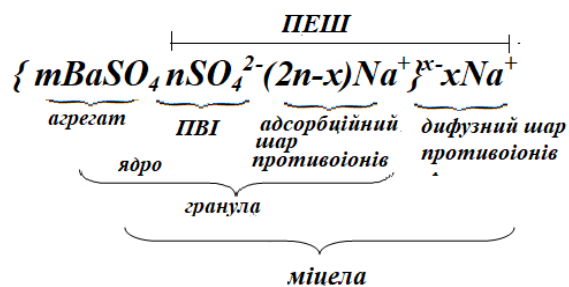 ПЕШ
{ mBaSO₄ nSO₄²⁻(2n-x)Na⁺}ˣ⁻xNa⁺
агрегат
ПВІ
адсорбційний
шар
противоіонів
дифузний шар
противоіонів
ядро
гранула
міцела